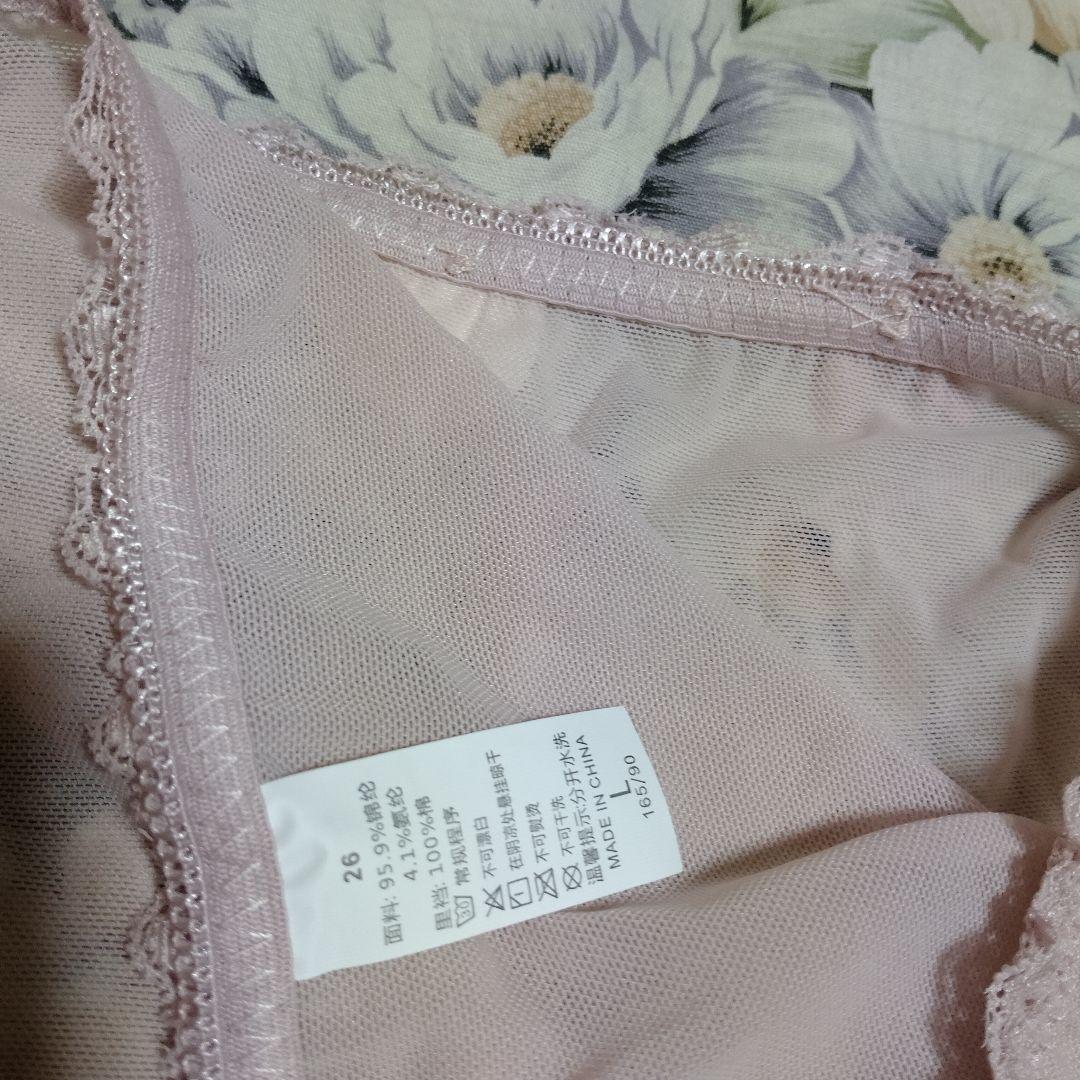 26
面料: 95.9%锦纶
4.1%氨纶
里裆: 100%棉
30 常规程序
不可漂白
在阴凉处悬挂晾干
不可熨烫
不可干洗
温馨提示:分开水洗
MADE IN CHINA
L
165/90